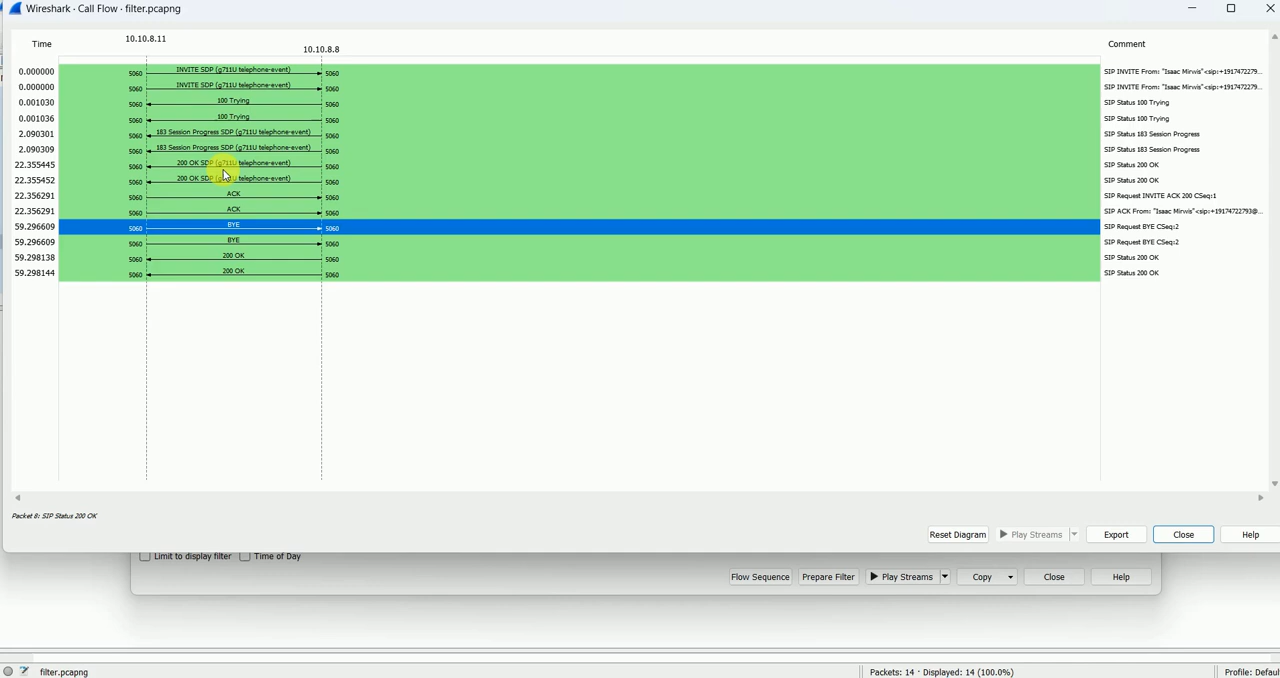 Wireshark · Call Flow · filter.pcapng
Time
10.10.8.11
10.10.8.8
Comment
0.000000 5060 INVITE SDP (g711U telephone-event) 5060 SIP INVITE From: "Isaac Mirwis"<sip:+1917472279...
0.000000 5060 INVITE SDP (g711U telephone-event) 5060 SIP INVITE From: "Isaac Mirwis"<sip:+1917472279...
0.001030 5060 100 Trying 5060 SIP Status 100 Trying
0.001036 5060 100 Trying 5060 SIP Status 100 Trying
2.090301 5060 183 Session Progress SDP (g711U telephone-event) 5060 SIP Status 183 Session Progress
2.090309 5060 183 Session Progress SDP (g711U telephone-event) 5060 SIP Status 183 Session Progress
22.355445 5060 200 OK SDP (g711U telephone-event) 5060 SIP Status 200 OK
22.355452 5060 200 OK SDP (g711U telephone-event) 5060 SIP Status 200 OK
22.356291 5060 ACK 5060 SIP Request INVITE ACK 200 CSeq:1
22.356291 5060 ACK 5060 SIP ACK From: "Isaac Mirwis"<sip:+19174722793@...
59.296609 5060 BYE 5060 SIP Request BYE CSeq:2
59.296609 5060 BYE 5060 SIP Request BYE CSeq:2
59.298138 5060 200 OK 5060 SIP Status 200 OK
59.298144 5060 200 OK 5060 SIP Status 200 OK
Packet 8: SIP Status 200 OK
Reset Diagram Play Streams Export Close Help
Limit to display filter Time of Day
Flow Sequence Prepare Filter Play Streams Copy Close Help
filter.pcapng Packets: 14 · Displayed: 14 (100.0%) Profile: Defaul